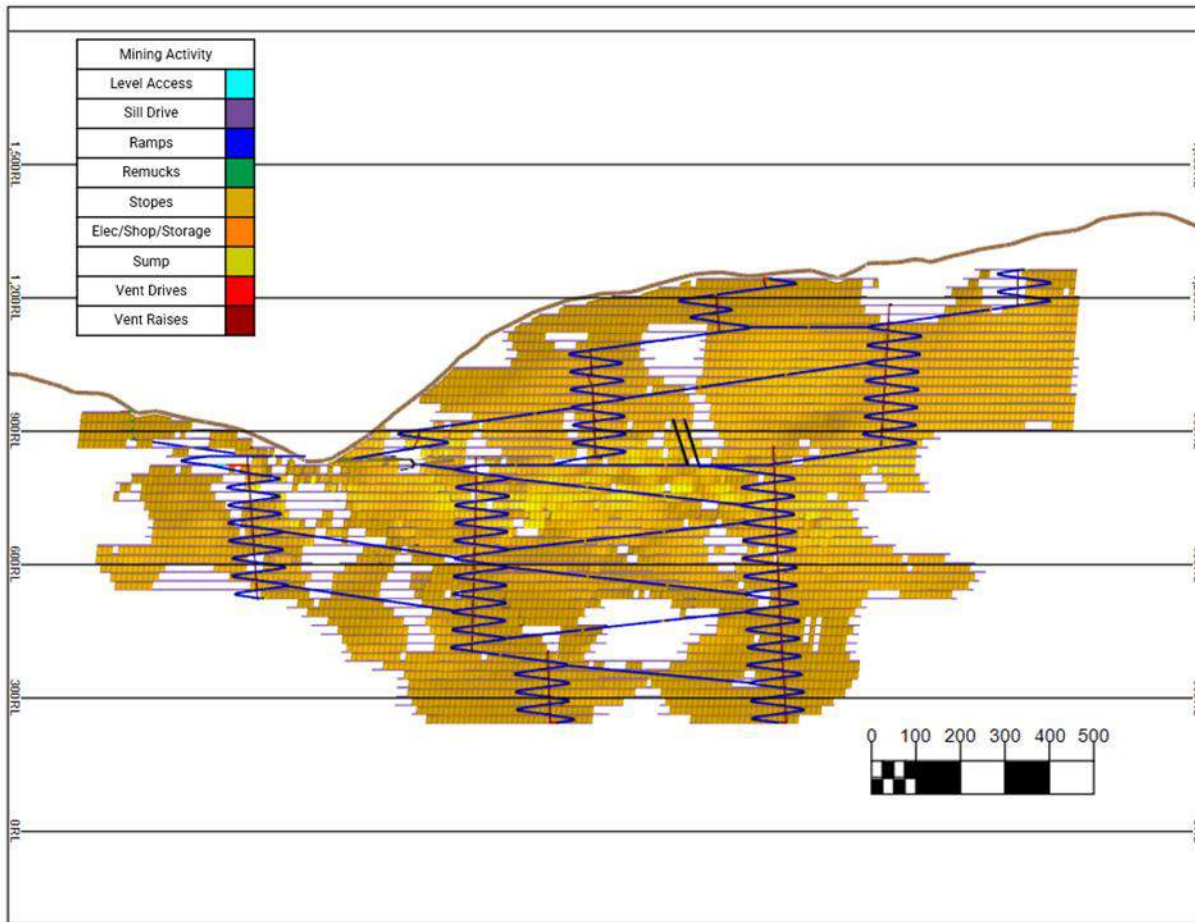 Mining Activity
Level Access
Sill Drive
Ramps
Remucks
Stopes
Elec/Shop/Storage
Sump
Vent Drives
Vent Raises
1,500RL
1,200RL
900RL
600RL
300RL
0RL
0 100 200 300 400 500